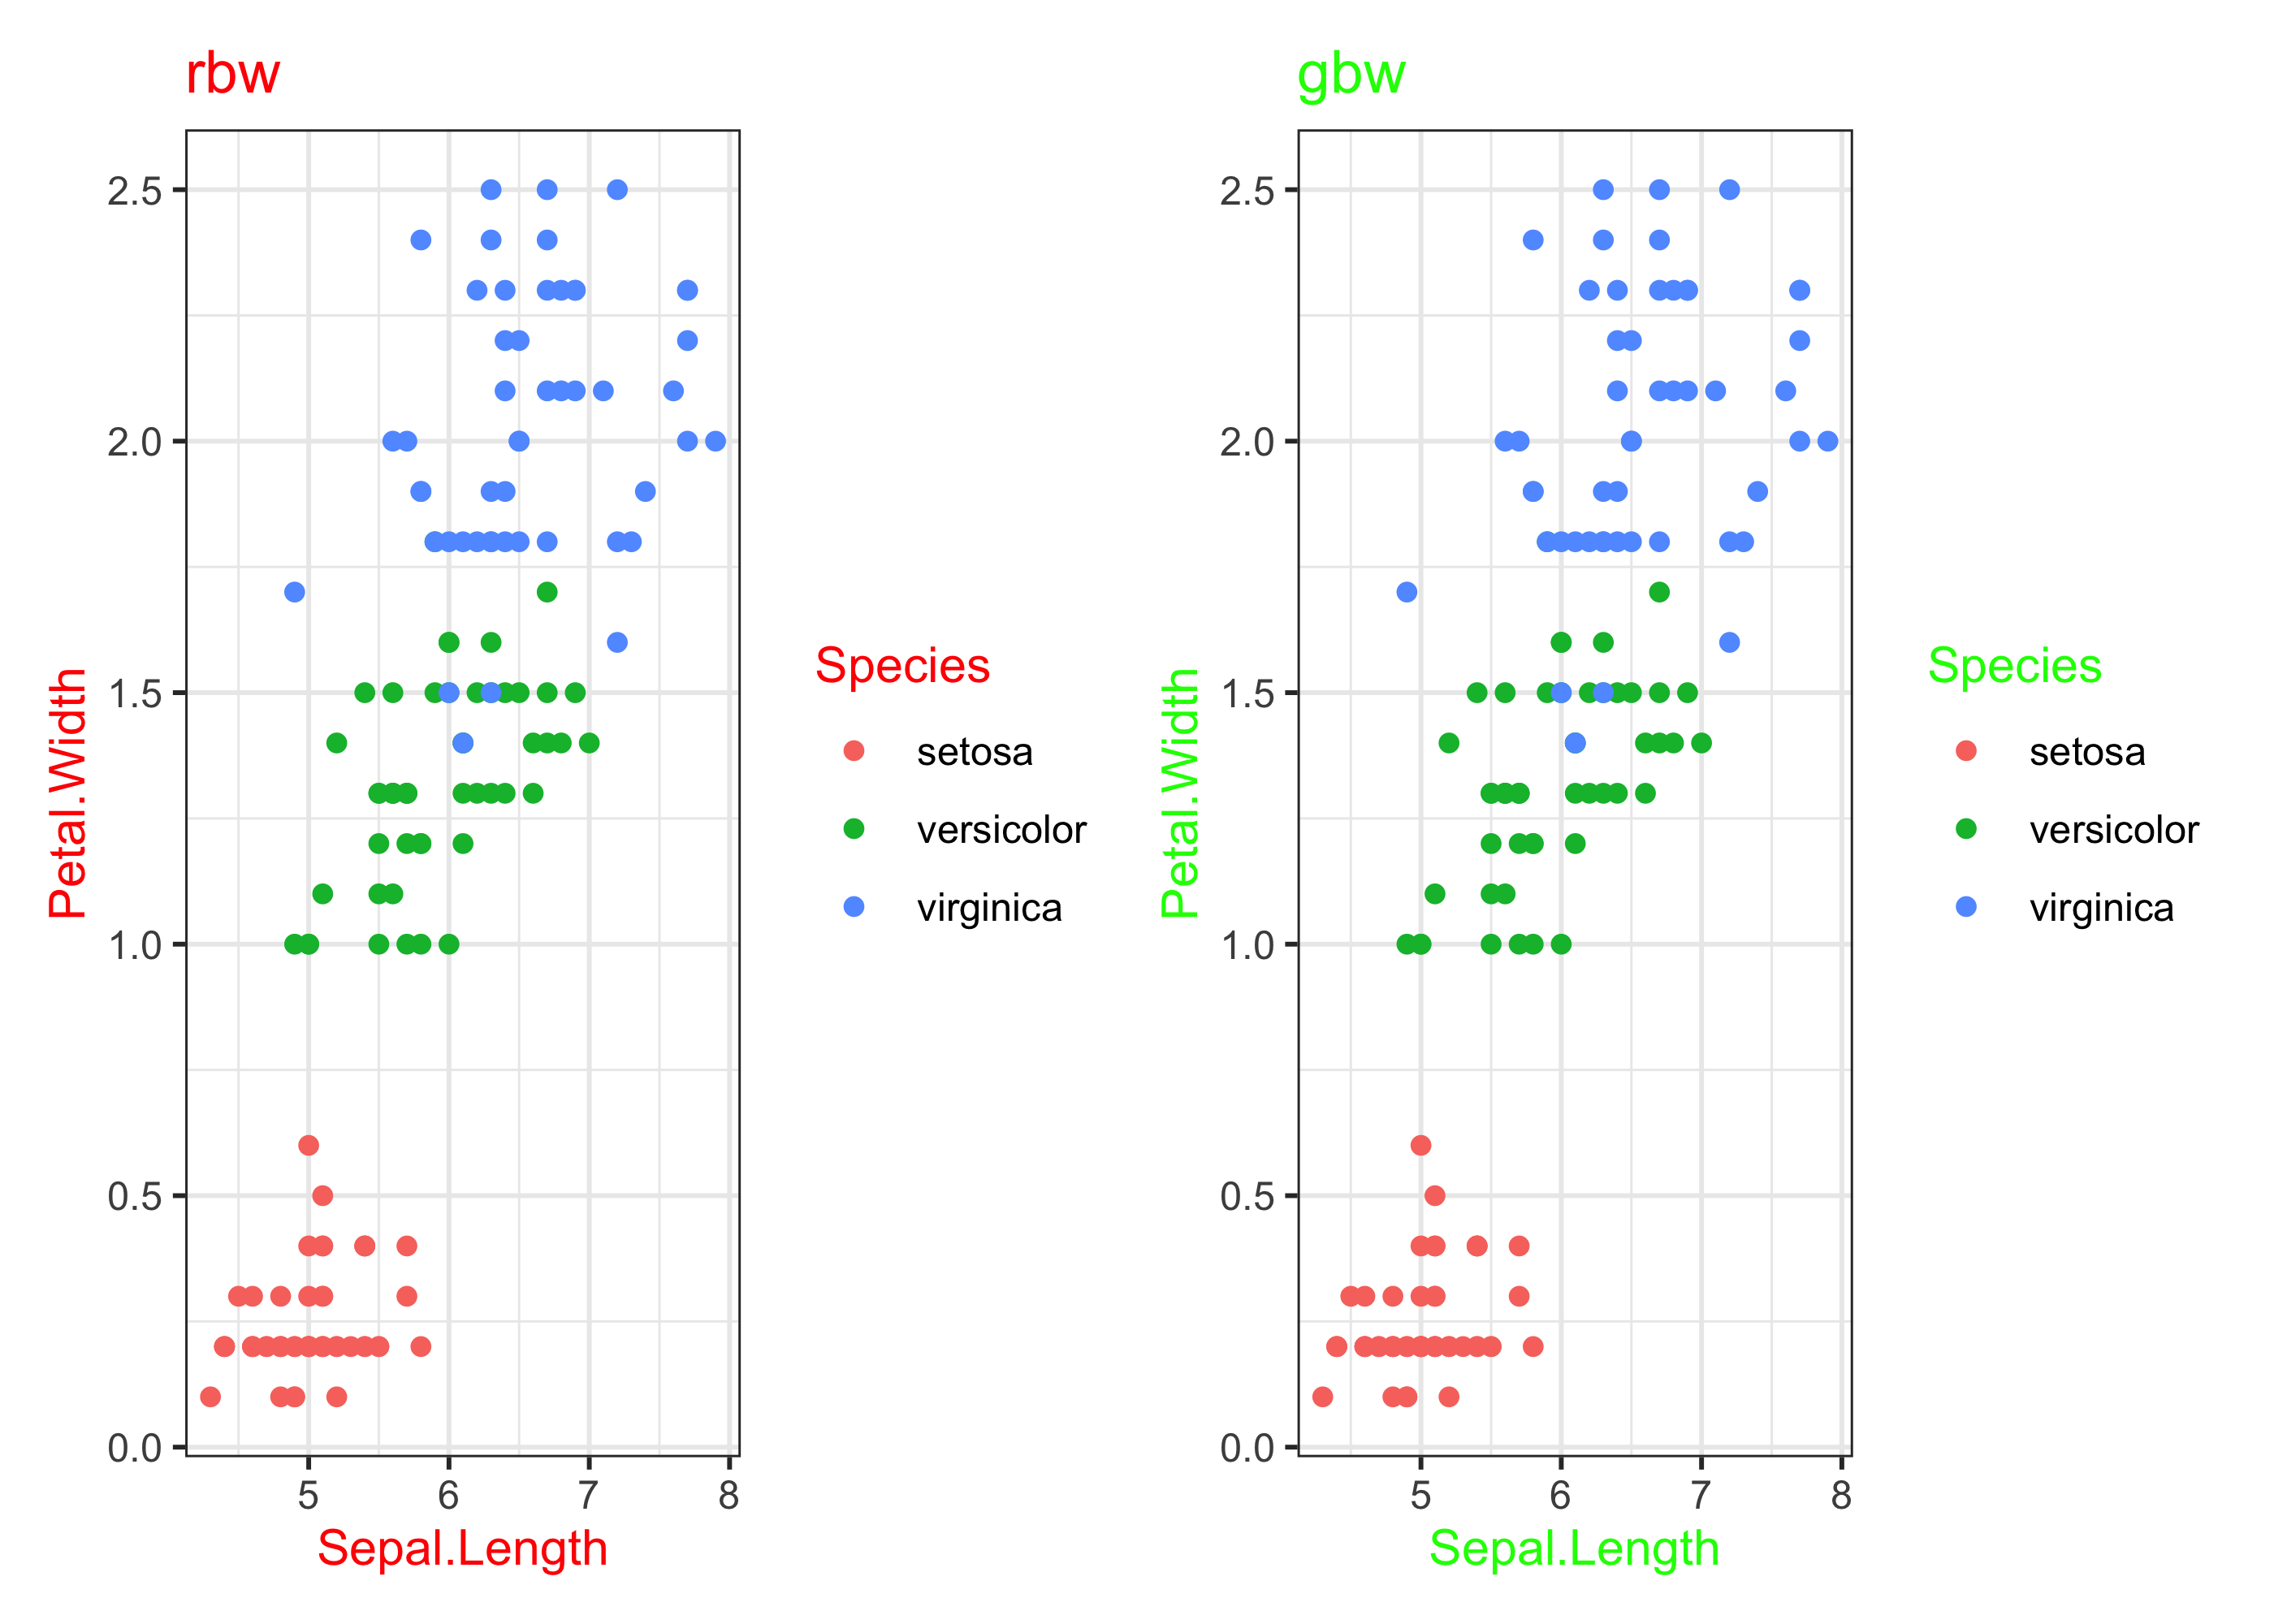 rbw
2.5
2.0
1.5
1.0
0.5
0.0
Petal.Width
5 6 7 8
Sepal.Length
Species
setosa
versicolor
virginica
gbw
2.5
2.0
1.5
1.0
0.5
0.0
Petal.Width
5 6 7 8
Sepal.Length
Species
setosa
versicolor
virginica